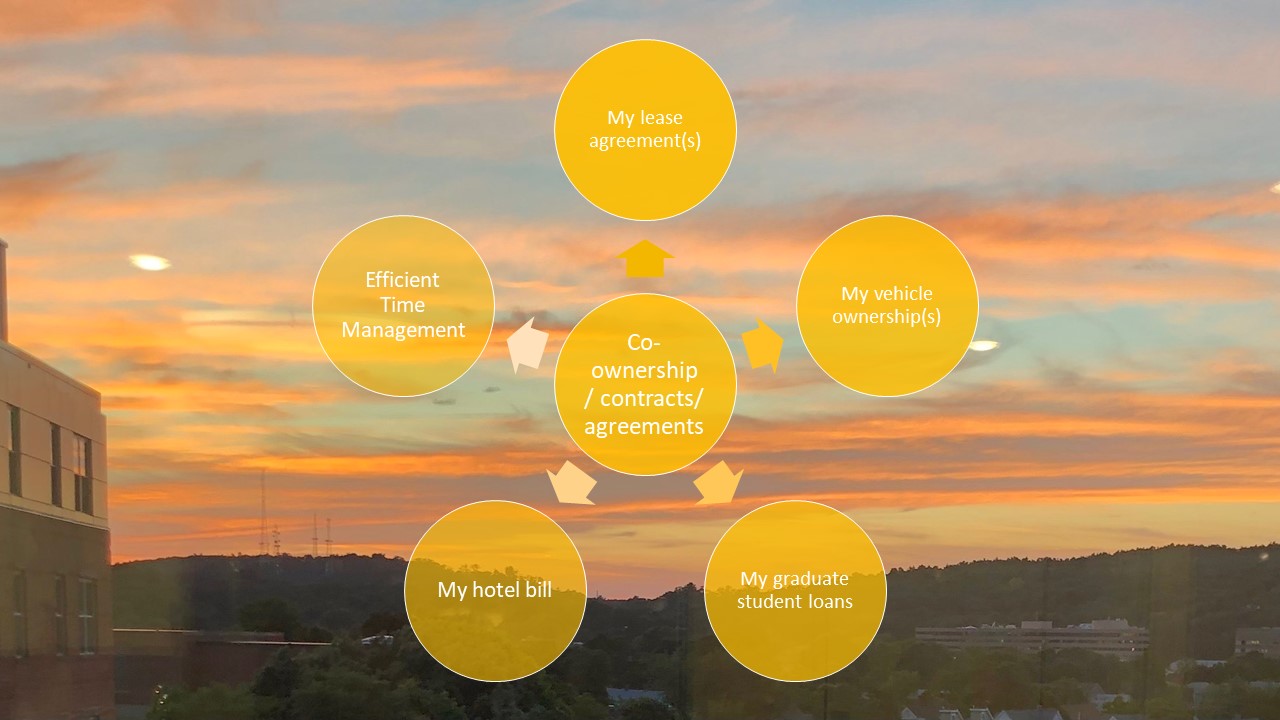 My lease
agreement(s)
My vehicle
ownership(s)
My graduate
student loans
My hotel bill
Efficient
Time
Management
Co-
ownership
/ contracts/
agreements